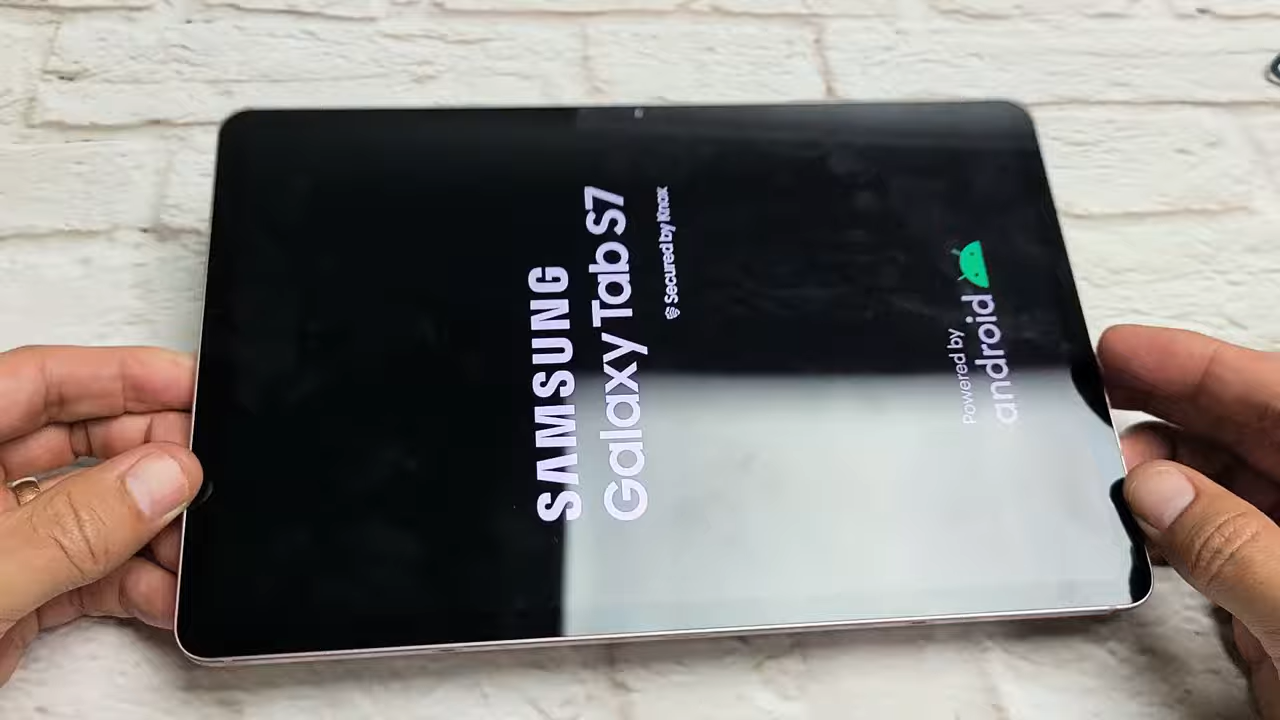 SAMSUNG
Galaxy Tab S7
Secured by Knox
Powered by
android